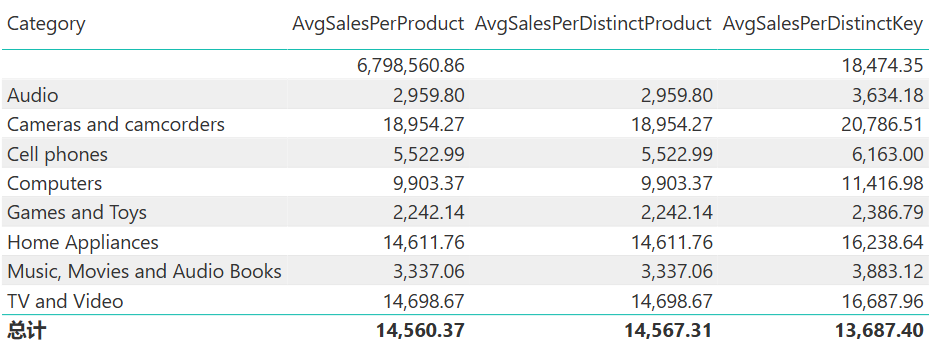 Category AvgSalesPerProduct AvgSalesPerDistinctProduct AvgSalesPerDistinctKey
6,798,560.86 18,474.35
Audio 2,959.80 2,959.80 3,634.18
Cameras and camcorders 18,954.27 18,954.27 20,786.51
Cell phones 5,522.99 5,522.99 6,163.00
Computers 9,903.37 9,903.37 11,416.98
Games and Toys 2,242.14 2,242.14 2,386.79
Home Appliances 14,611.76 14,611.76 16,238.64
Music, Movies and Audio Books 3,337.06 3,337.06 3,883.12
TV and Video 14,698.67 14,698.67 16,687.96
总计 14,560.37 14,567.31 13,687.40